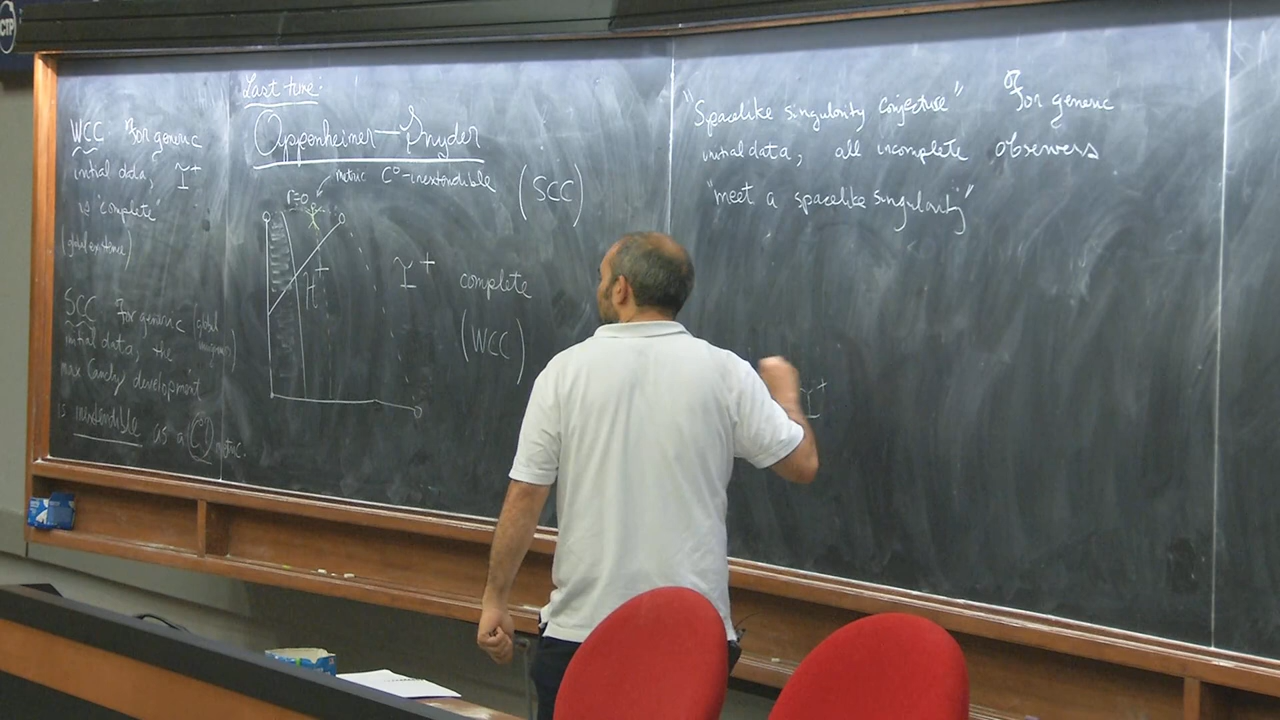 CTP
WCC "For generic
initial data, I⁺
is 'complete'
(global existence)
SCC For generic (global
initial data, the
max Cauchy development
is inextendible as a C⁰ metric.
Last time:
Oppenheimer–Snyder
metric C⁰-inextendible (SCC)
r=0
H⁺
I⁺ complete
(WCC)
"Spacelike singularity conjecture" For generic
initial data, all incomplete observers
"meet a spacelike singularity"
I⁺